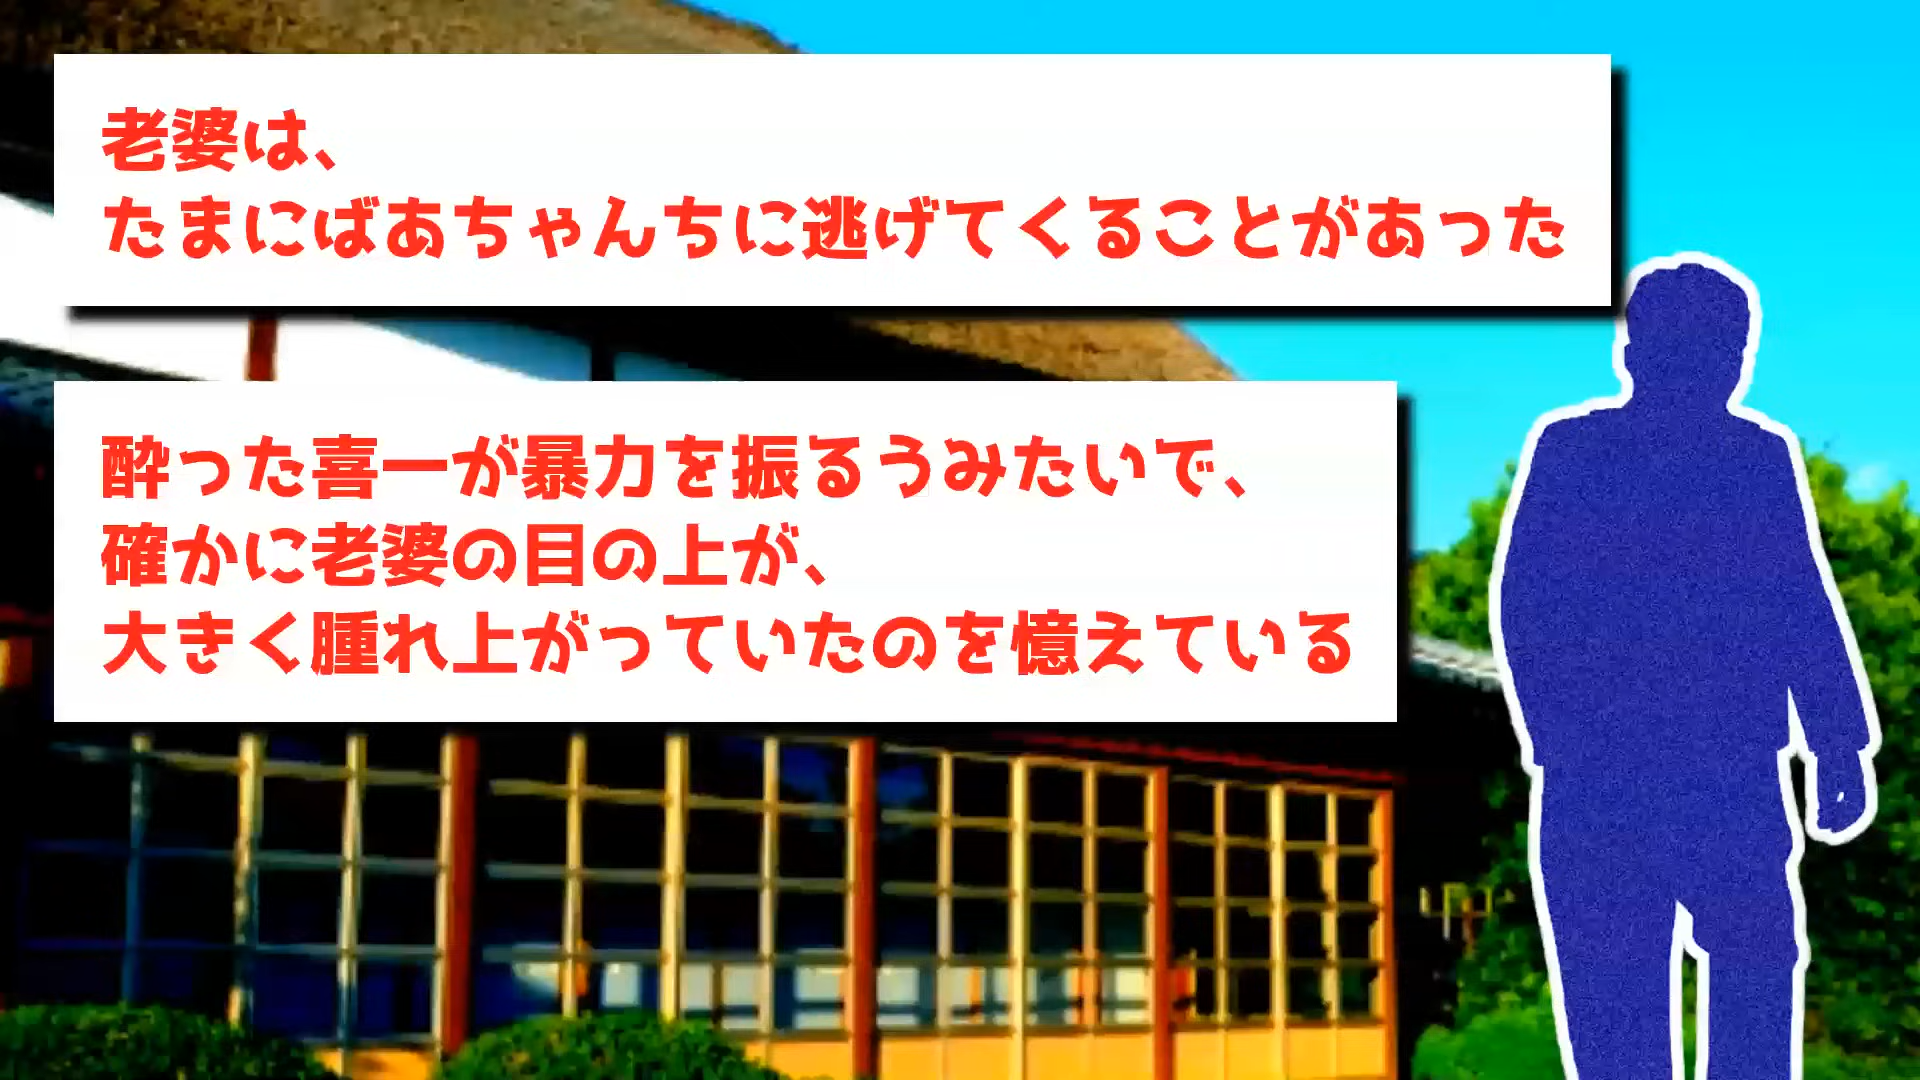 老婆は、
たまにばあちゃんちに逃げてくることがあった
酔った喜一が暴力を振るうみたいで、
確かに老婆の目の上が、
大きく腫れ上がっていたのを憶えている